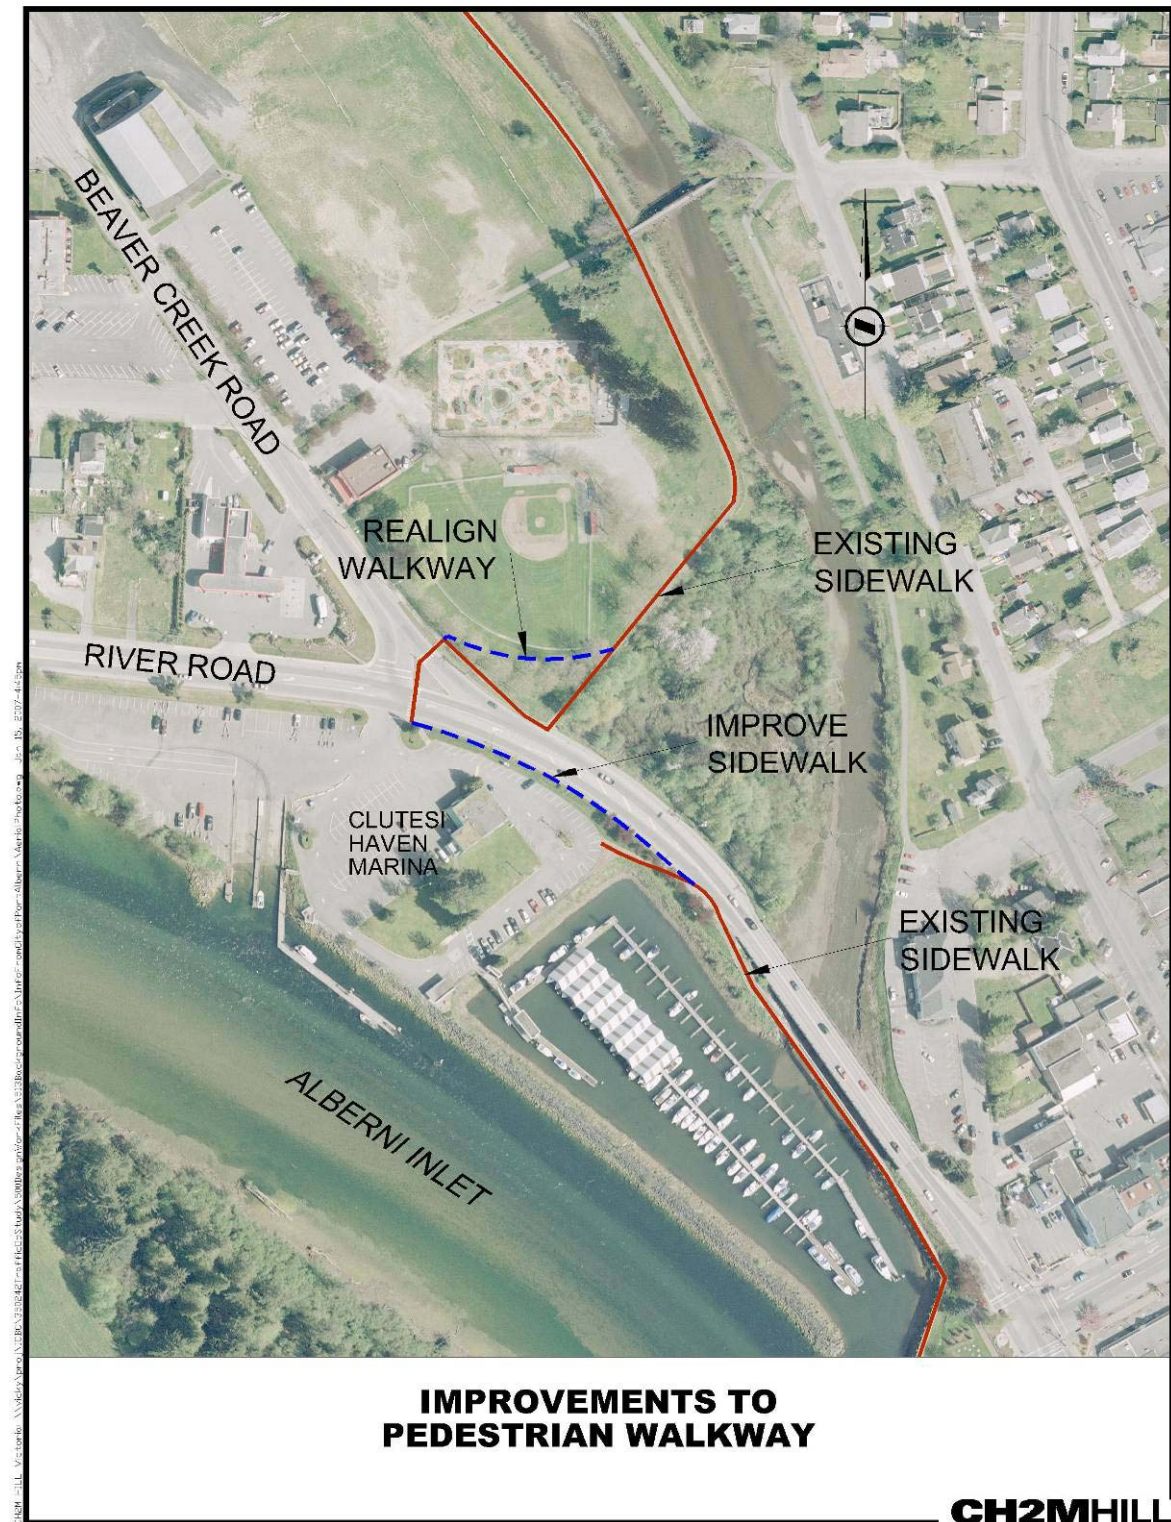 BEAVER CREEK ROAD
REALIGN
WALKWAY
EXISTING
SIDEWALK
RIVER ROAD
IMPROVE
SIDEWALK
CLUTESI
HAVEN
MARINA
EXISTING
SIDEWALK
ALBERNI INLET
IMPROVEMENTS TO
PEDESTRIAN WALKWAY
CH2MHILL